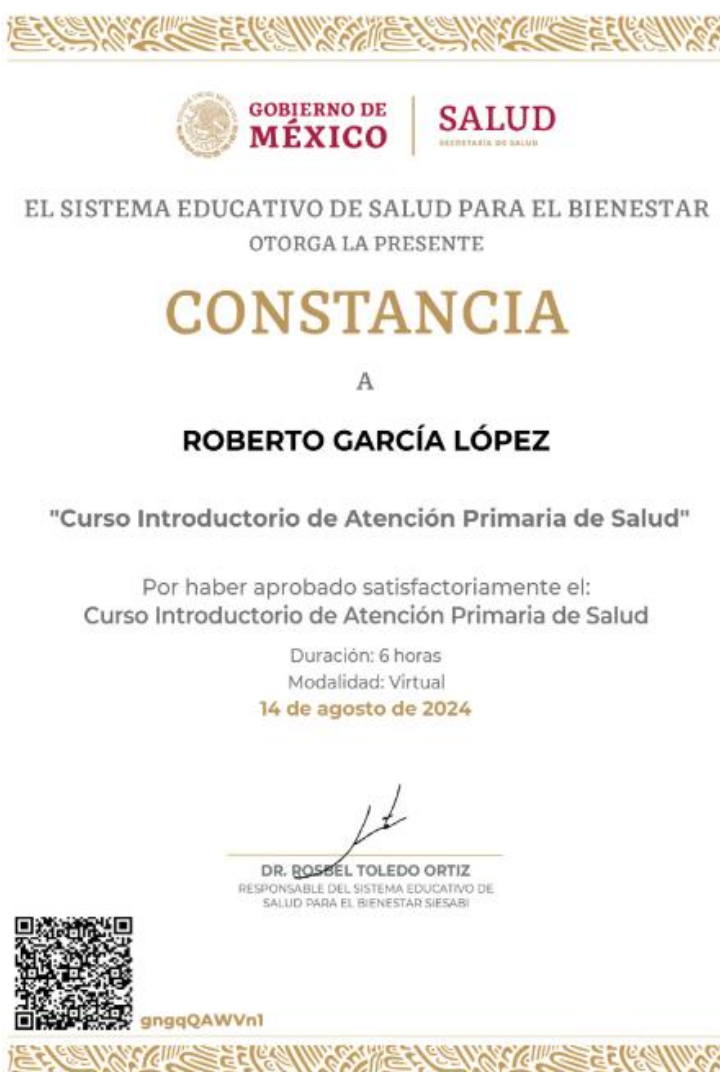 GOBIERNO DE
MÉXICO
SALUD
SECRETARÍA DE SALUD
EL SISTEMA EDUCATIVO DE SALUD PARA EL BIENESTAR
OTORGA LA PRESENTE
CONSTANCIA
A
ROBERTO GARCÍA LÓPEZ
"Curso Introductorio de Atención Primaria de Salud"
Por haber aprobado satisfactoriamente el:
Curso Introductorio de Atención Primaria de Salud
Duración: 6 horas
Modalidad: Virtual
14 de agosto de 2024
DR. ROSBEL TOLEDO ORTIZ
RESPONSABLE DEL SISTEMA EDUCATIVO DE
SALUD PARA EL BIENESTAR SIESABI
gngqQAWVn1